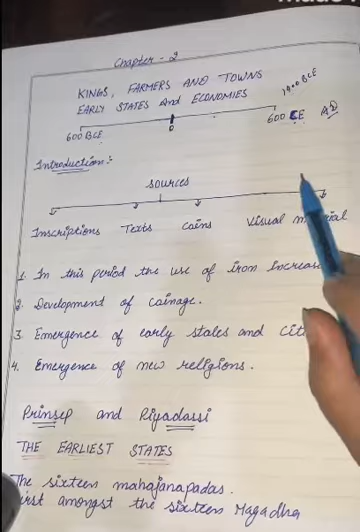 Chapter - 2
KINGS, FARMERS AND TOWNS
EARLY STATES and ECONOMIES
1400 BCE
600 BCE
0
600 CE AD
Introduction :-
sources
Inscriptions Texts Coins Visual
1. In this period the use of iron
2. Development of coinage.
3. Emergence of early states and
4. Emergence of new religions.
Prinsep and Piyadassi
THE EARLIEST STATES
The sixteen mahajanapadas.
amongst the sixteen Magadha